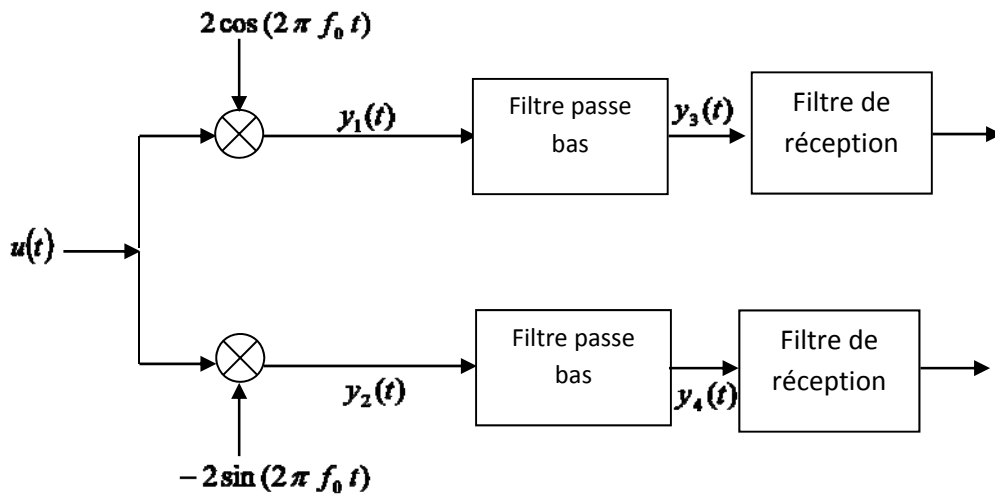 2 cos (2 π f₀ t)
y₁(t)
Filtre passe
bas
y₃(t)
Filtre de
réception
u(t)
y₂(t)
Filtre passe
bas
y₄(t)
Filtre de
réception
− 2 sin (2 π f₀ t)